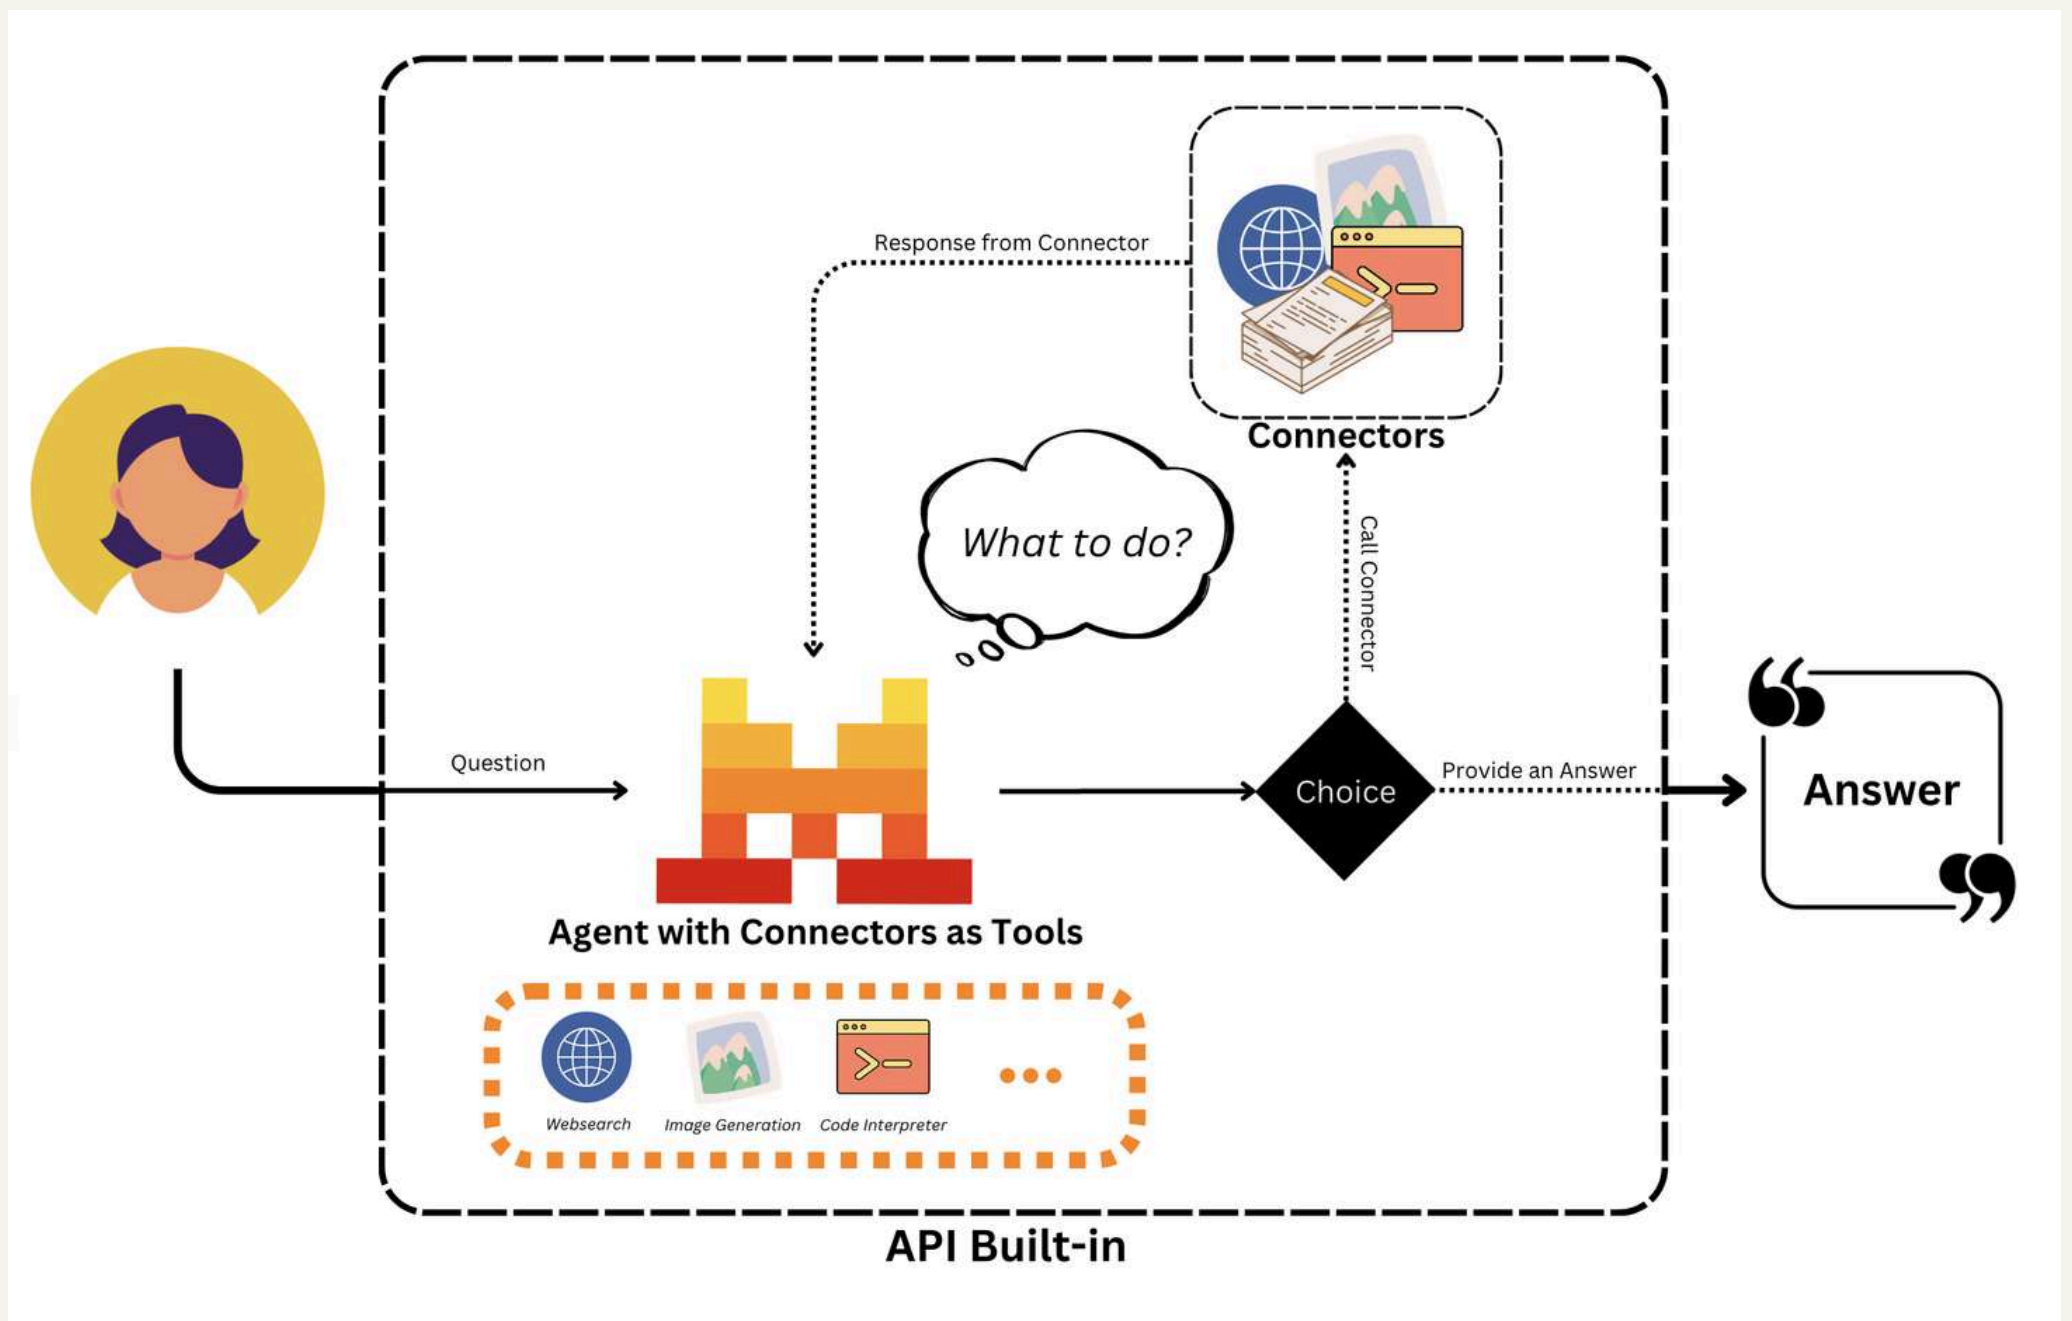 Response from Connector
Connectors
What to do?
Call Connector
Question
Choice
Provide an Answer
Answer
Agent with Connectors as Tools
Websearch
Image Generation
Code Interpreter
API Built-in